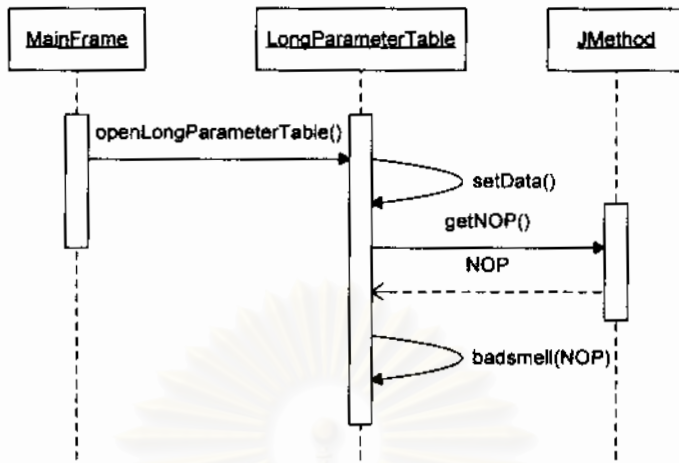 MainFrame
LongParameterTable
JMethod
openLongParameterTable()
setData()
getNOP()
NOP
badsmell(NOP)